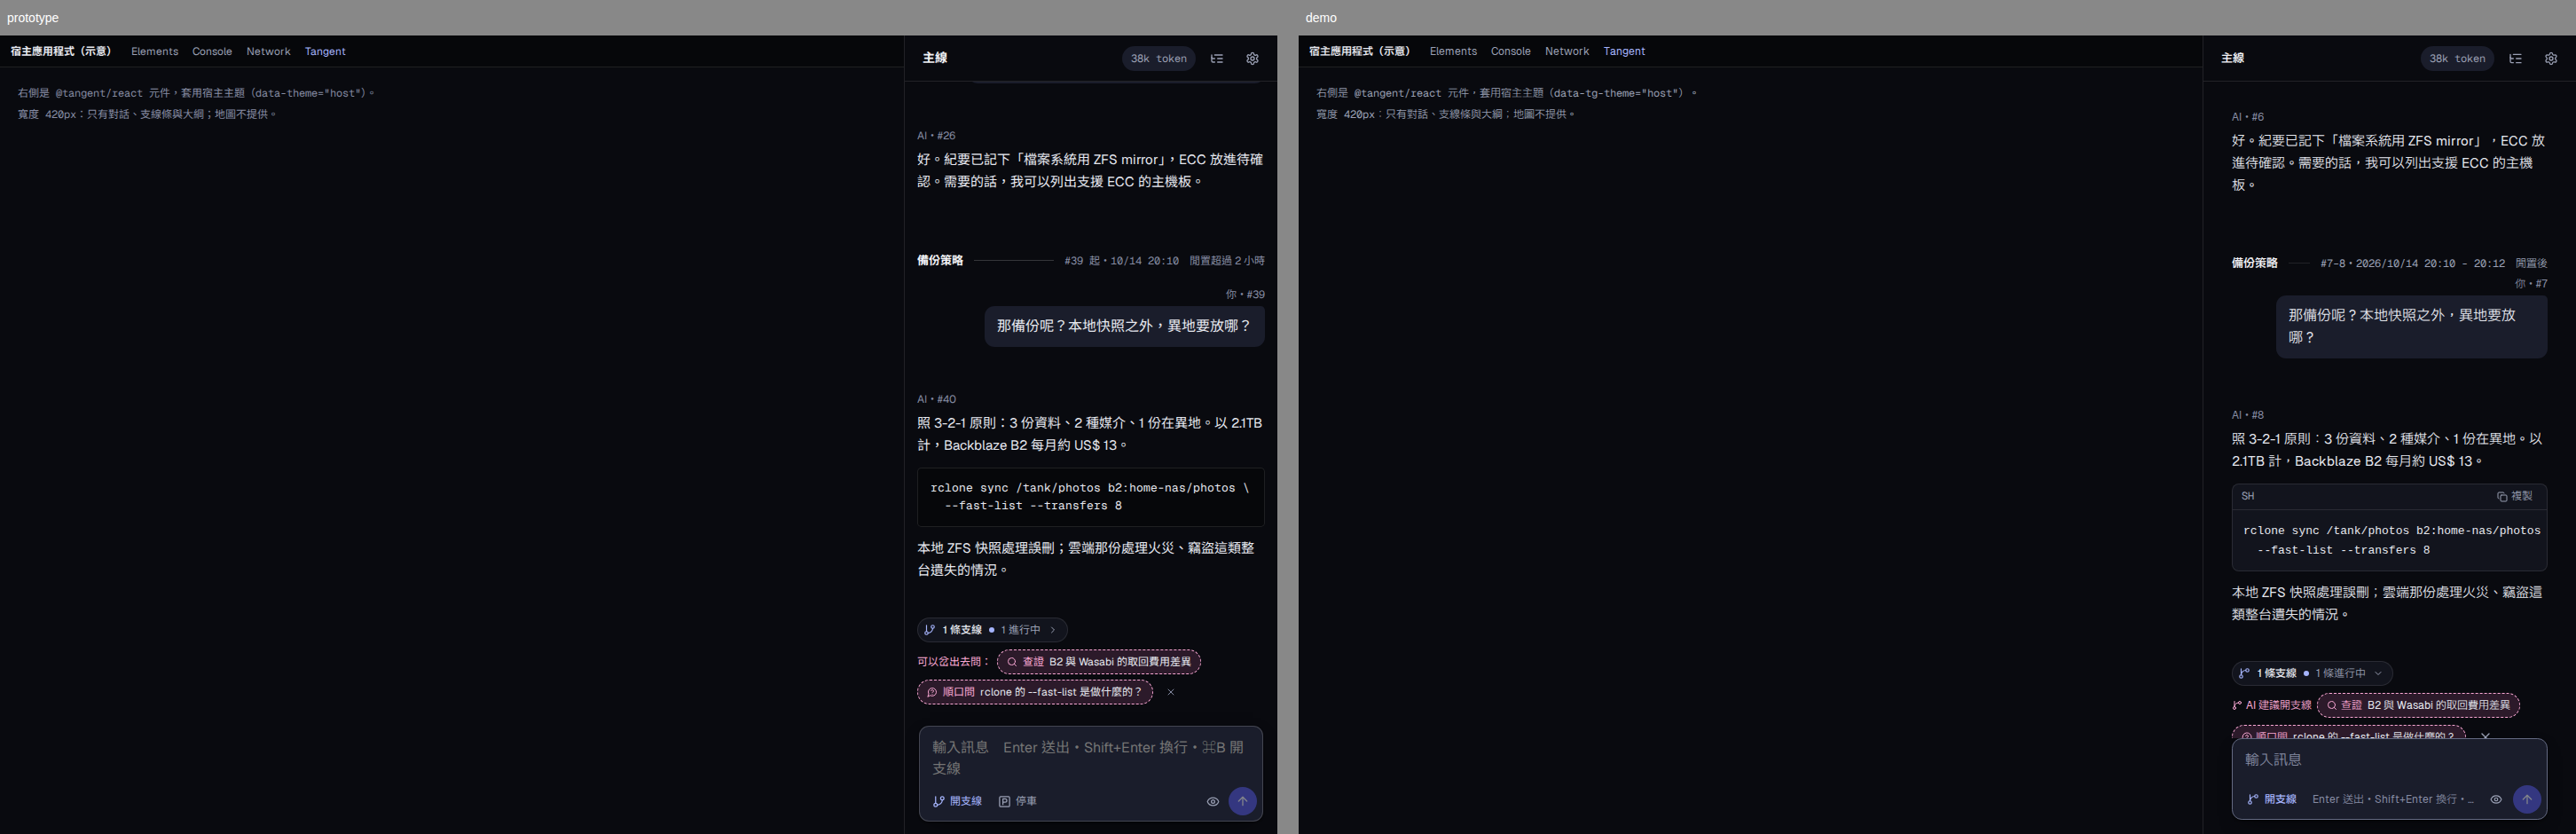 prototype
宿主應用程式（示意） Elements Console Network Tangent
右側是 @tangent/react 元件，套用宿主主題（data-theme="host"）。
寬度 420px：只有對話、支線條與大綱；地圖不提供。
主線 38k token
AI・#26
好。紀要已記下「檔案系統用 ZFS mirror」，ECC 放進待確
認。需要的話，我可以列出支援 ECC 的主機板。
備份策略 #39 起・10/14 20:10 閒置超過 2 小時
你・#39
那備份呢？本地快照之外，異地要放哪？
AI・#40
照 3-2-1 原則：3 份資料、2 種媒介、1 份在異地。以 2.1TB
計，Backblaze B2 每月約 US$ 13。
rclone sync /tank/photos b2:home-nas/photos \
--fast-list --transfers 8
本地 ZFS 快照處理誤刪；雲端那份處理火災、竊盜這類整
台遺失的情況。
1 條支線 1 進行中
可以岔出去問： 查證 B2 與 Wasabi 的取回費用差異
順口問 rclone 的 --fast-list 是做什麼的？
輸入訊息 Enter 送出・Shift+Enter 換行・⌘B 開
支線
開支線 停車
demo
宿主應用程式（示意） Elements Console Network Tangent
右側是 @tangent/react 元件，套用宿主主題（data-tg-theme="host"）。
寬度 420px：只有對話、支線條與大綱；地圖不提供。
主線 38k token
AI・#6
好。紀要已記下「檔案系統用 ZFS mirror」，ECC 放
進待確認。需要的話，我可以列出支援 ECC 的主機
板。
備份策略 #7–8・2026/10/14 20:10 – 20:12 閒置後
你・#7
那備份呢？本地快照之外，異地要放
哪？
AI・#8
照 3-2-1 原則：3 份資料、2 種媒介、1 份在異地。以
2.1TB 計，Backblaze B2 每月約 US$ 13。
SH 複製
rclone sync /tank/photos b2:home-nas/photos
--fast-list --transfers 8
本地 ZFS 快照處理誤刪；雲端那份處理火災、竊盜這
類整台遺失的情況。
1 條支線 1 條進行中
AI 建議開支線 查證 B2 與 Wasabi 的取回費用差異
順口問 rclone 的 --fast-list 是做什麼的？
輸入訊息
開支線 Enter 送出・Shift+Enter 換行・…